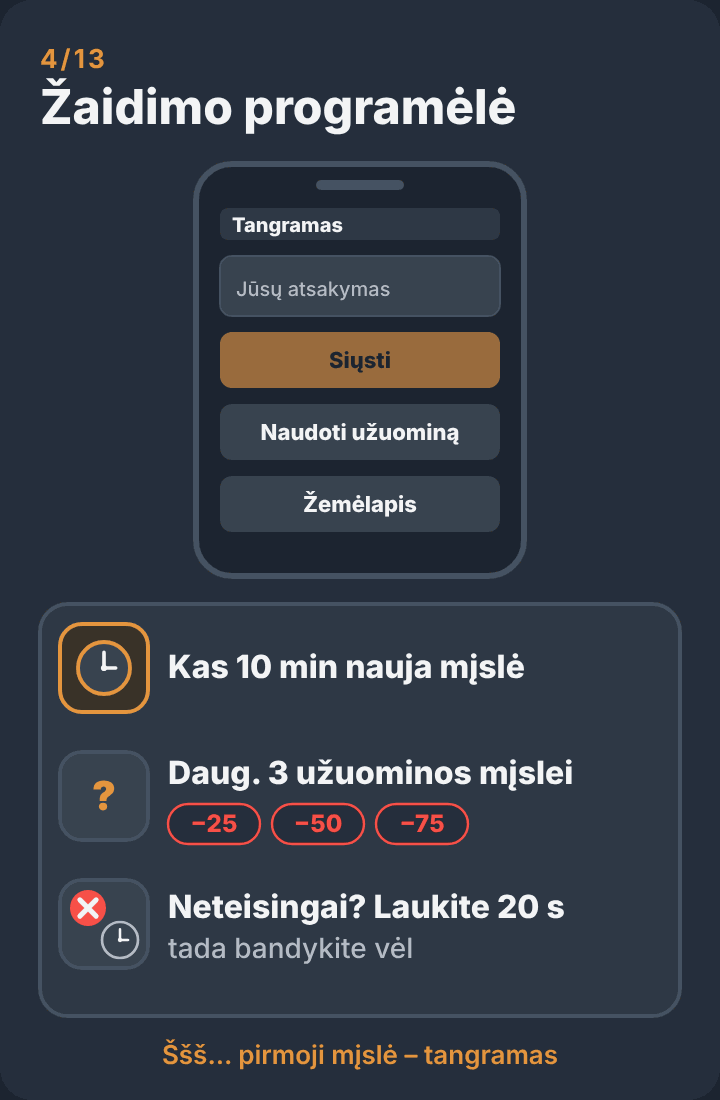 4/13
Žaidimo programėlė
Tangramas
Jūsų atsakymas
Siųsti
Naudoti užuominą
Žemėlapis
Kas 10 min nauja mįslė
?
Daug. 3 užuominos mįslei
−25 −50 −75
Neteisingai? Laukite 20 s
tada bandykite vėl
Ššš... pirmoji mįslė – tangramas